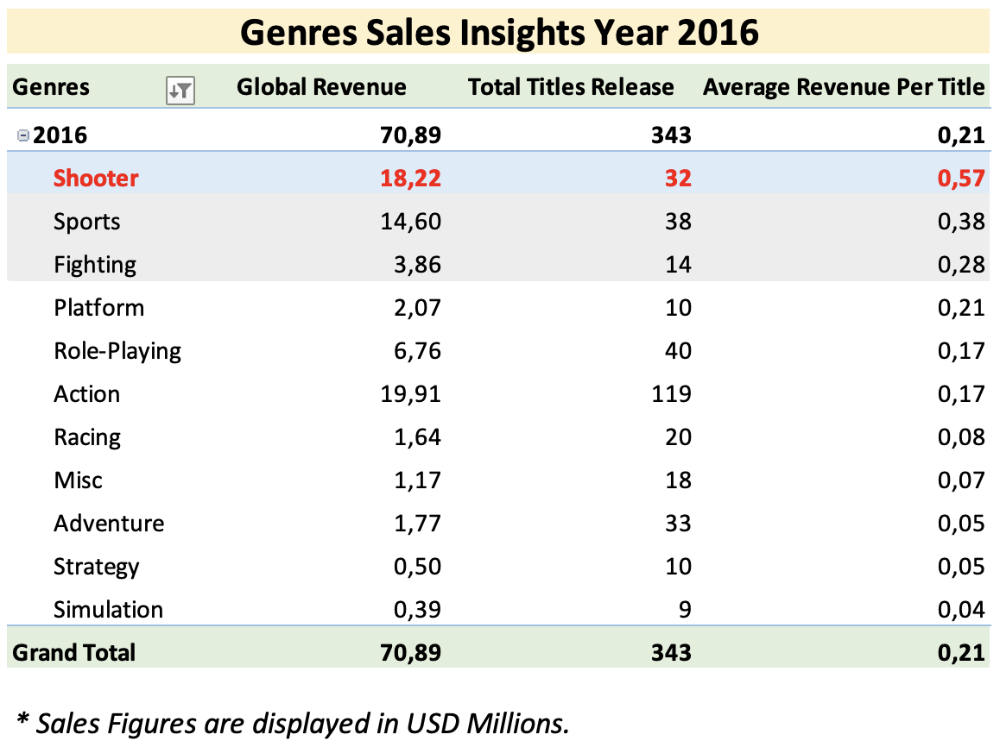 Genres Sales Insights Year 2016
Genres Global Revenue Total Titles Release Average Revenue Per Title
2016 70,89 343 0,21
Shooter 18,22 32 0,57
Sports 14,60 38 0,38
Fighting 3,86 14 0,28
Platform 2,07 10 0,21
Role-Playing 6,76 40 0,17
Action 19,91 119 0,17
Racing 1,64 20 0,08
Misc 1,17 18 0,07
Adventure 1,77 33 0,05
Strategy 0,50 10 0,05
Simulation 0,39 9 0,04
Grand Total 70,89 343 0,21
* Sales Figures are displayed in USD Millions.